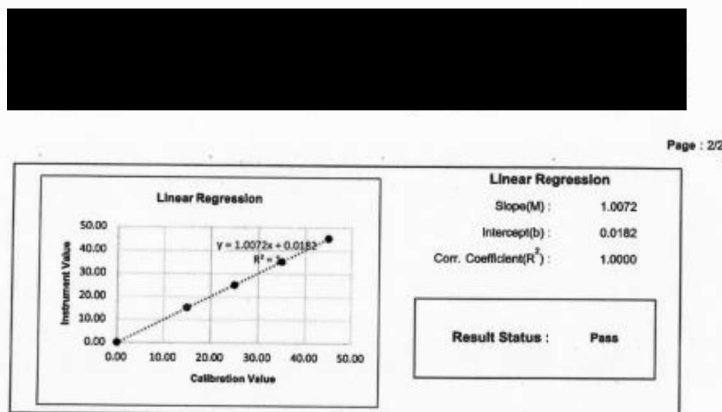 Page : 2/2
Linear Regression
50.00
40.00
30.00
20.00
10.00
0.00
Instrument Value
y = 1.0072x + 0.0182
R² =
0.00 10.00 20.00 30.00 40.00 50.00
Calibration Value
Linear Regression
Slope(M) : 1.0072
Intercept(b) : 0.0182
Corr. Coefficient(R²) : 1.0000
Result Status : Pass